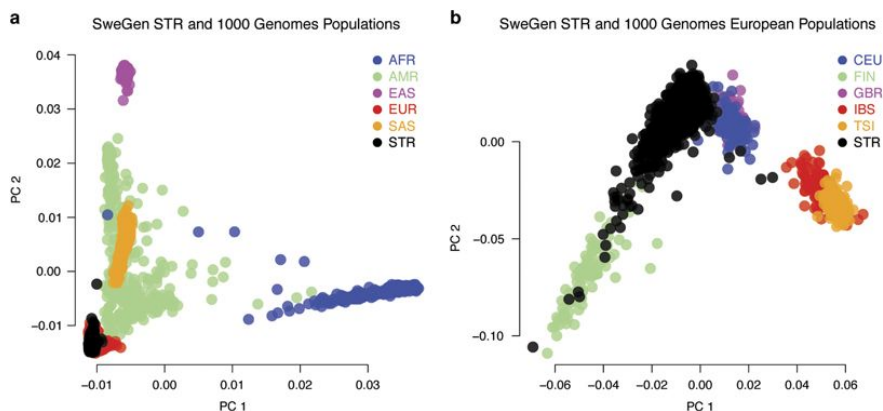 a
SweGen STR and 1000 Genomes Populations
0.04
0.03
0.02
0.01
0.00
−0.01
PC 2
AFR
AMR
EAS
EUR
SAS
STR
−0.01 0.00 0.01 0.02 0.03
PC 1
b
SweGen STR and 1000 Genomes European Populations
0.00
−0.05
−0.10
PC 2
CEU
FIN
GBR
IBS
TSI
STR
−0.06 −0.04 −0.02 0.00 0.02 0.04 0.06
PC 1